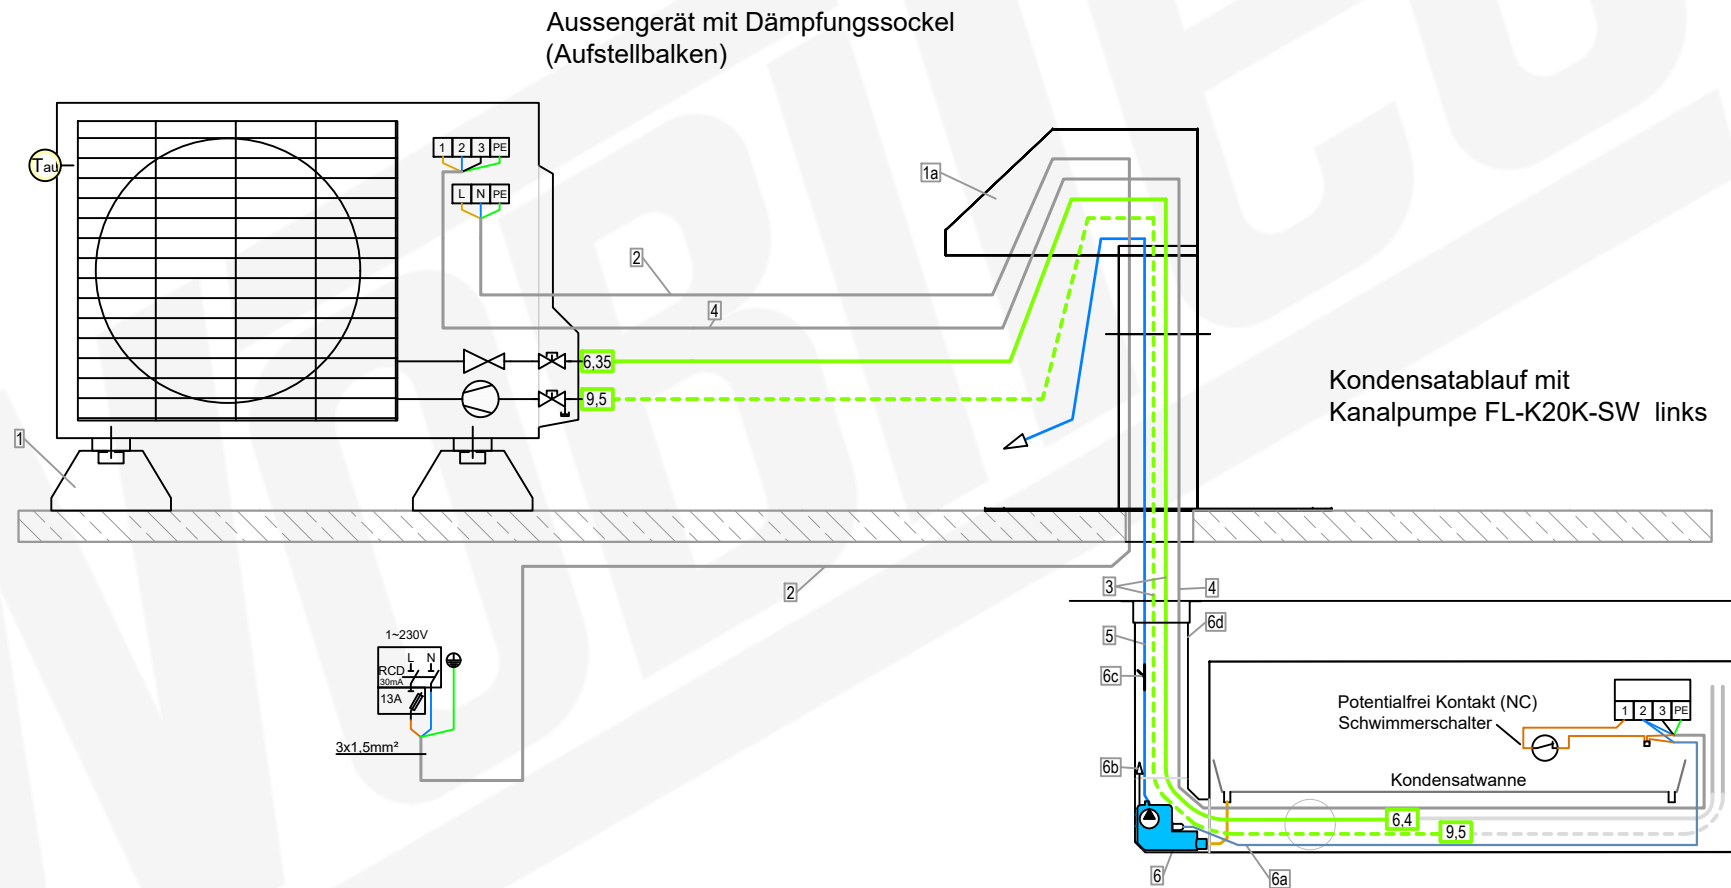 Aussengerät mit Dämpfungssockel
(Aufstellbalken)
Tau
1 2 3 PE
L N PE
1a
2
4
6,35
9,5
1
Kondensatablauf mit
Kanalpumpe FL-K20K-SW links
2
3
4
5
6d
6c
1~230V
L N
RCD
30mA
13A
3x1,5mm²
Potentialfrei Kontakt (NC)
Schwimmerschalter
1 2 3 PE
6b
Kondensatwanne
6,4
9,5
6
6a